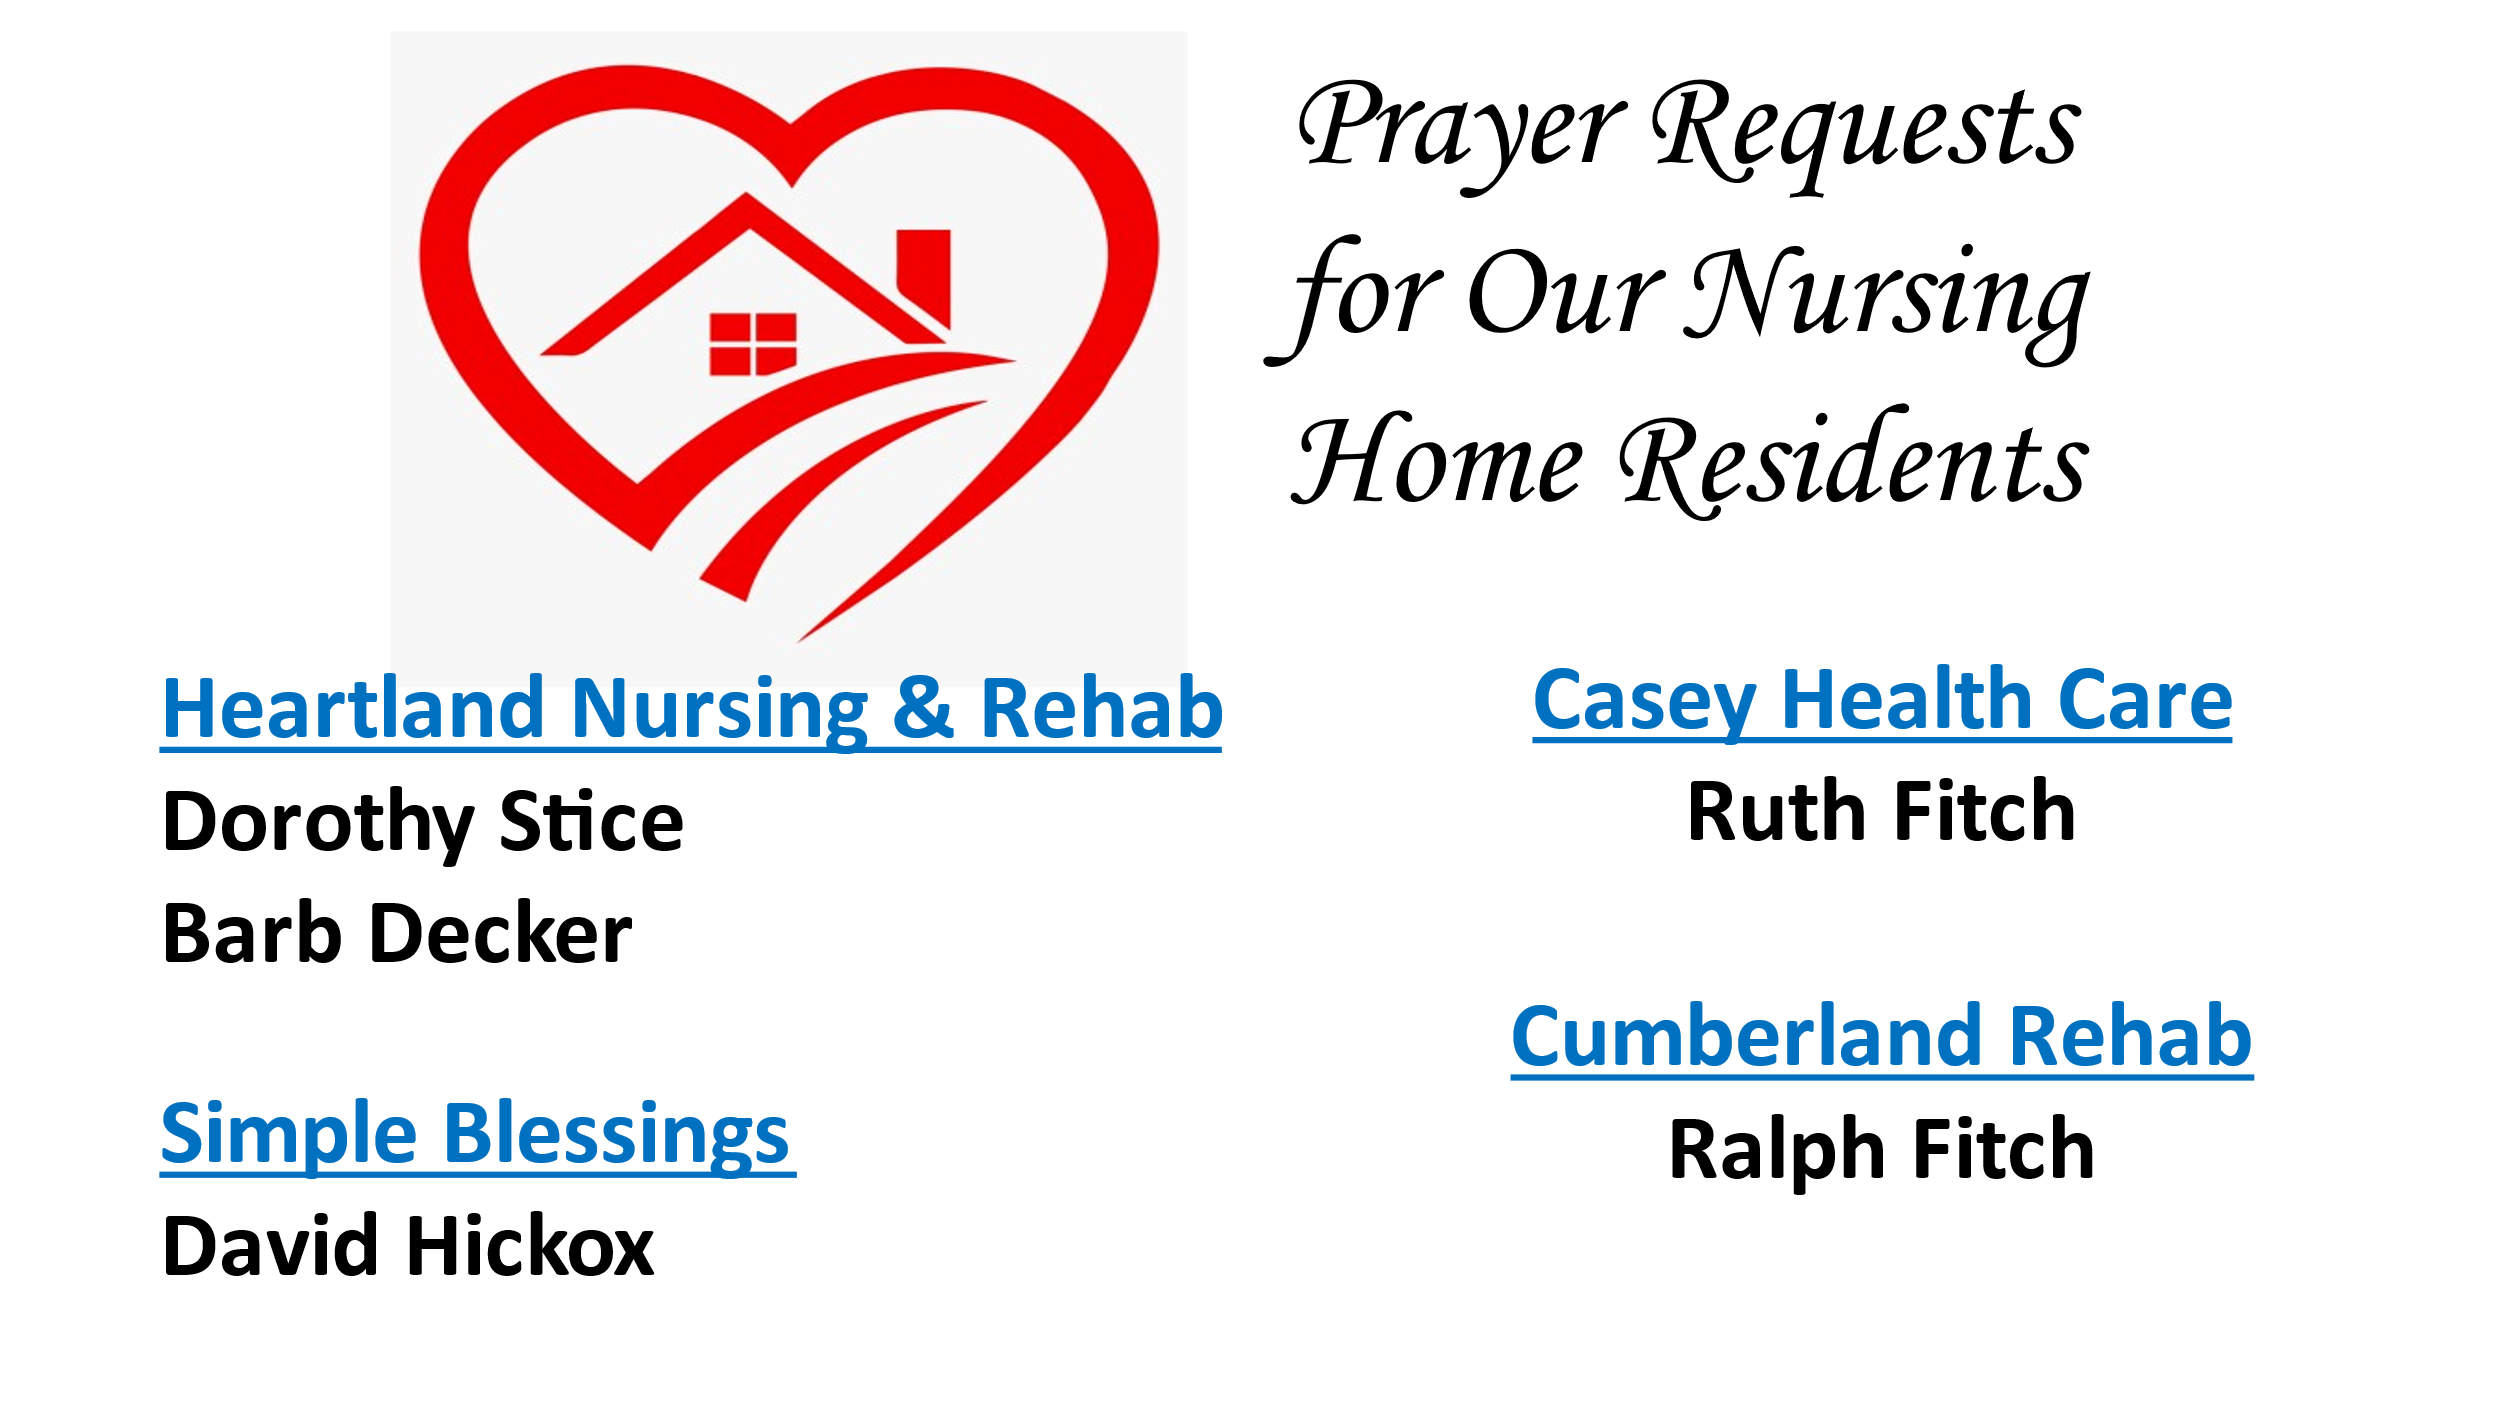 Prayer Requests
for Our Nursing
Home Residents
Heartland Nursing & Rehab
Dorothy Stice
Barb Decker
Simple Blessings
David Hickox
Casey Health Care
Ruth Fitch
Cumberland Rehab
Ralph Fitch